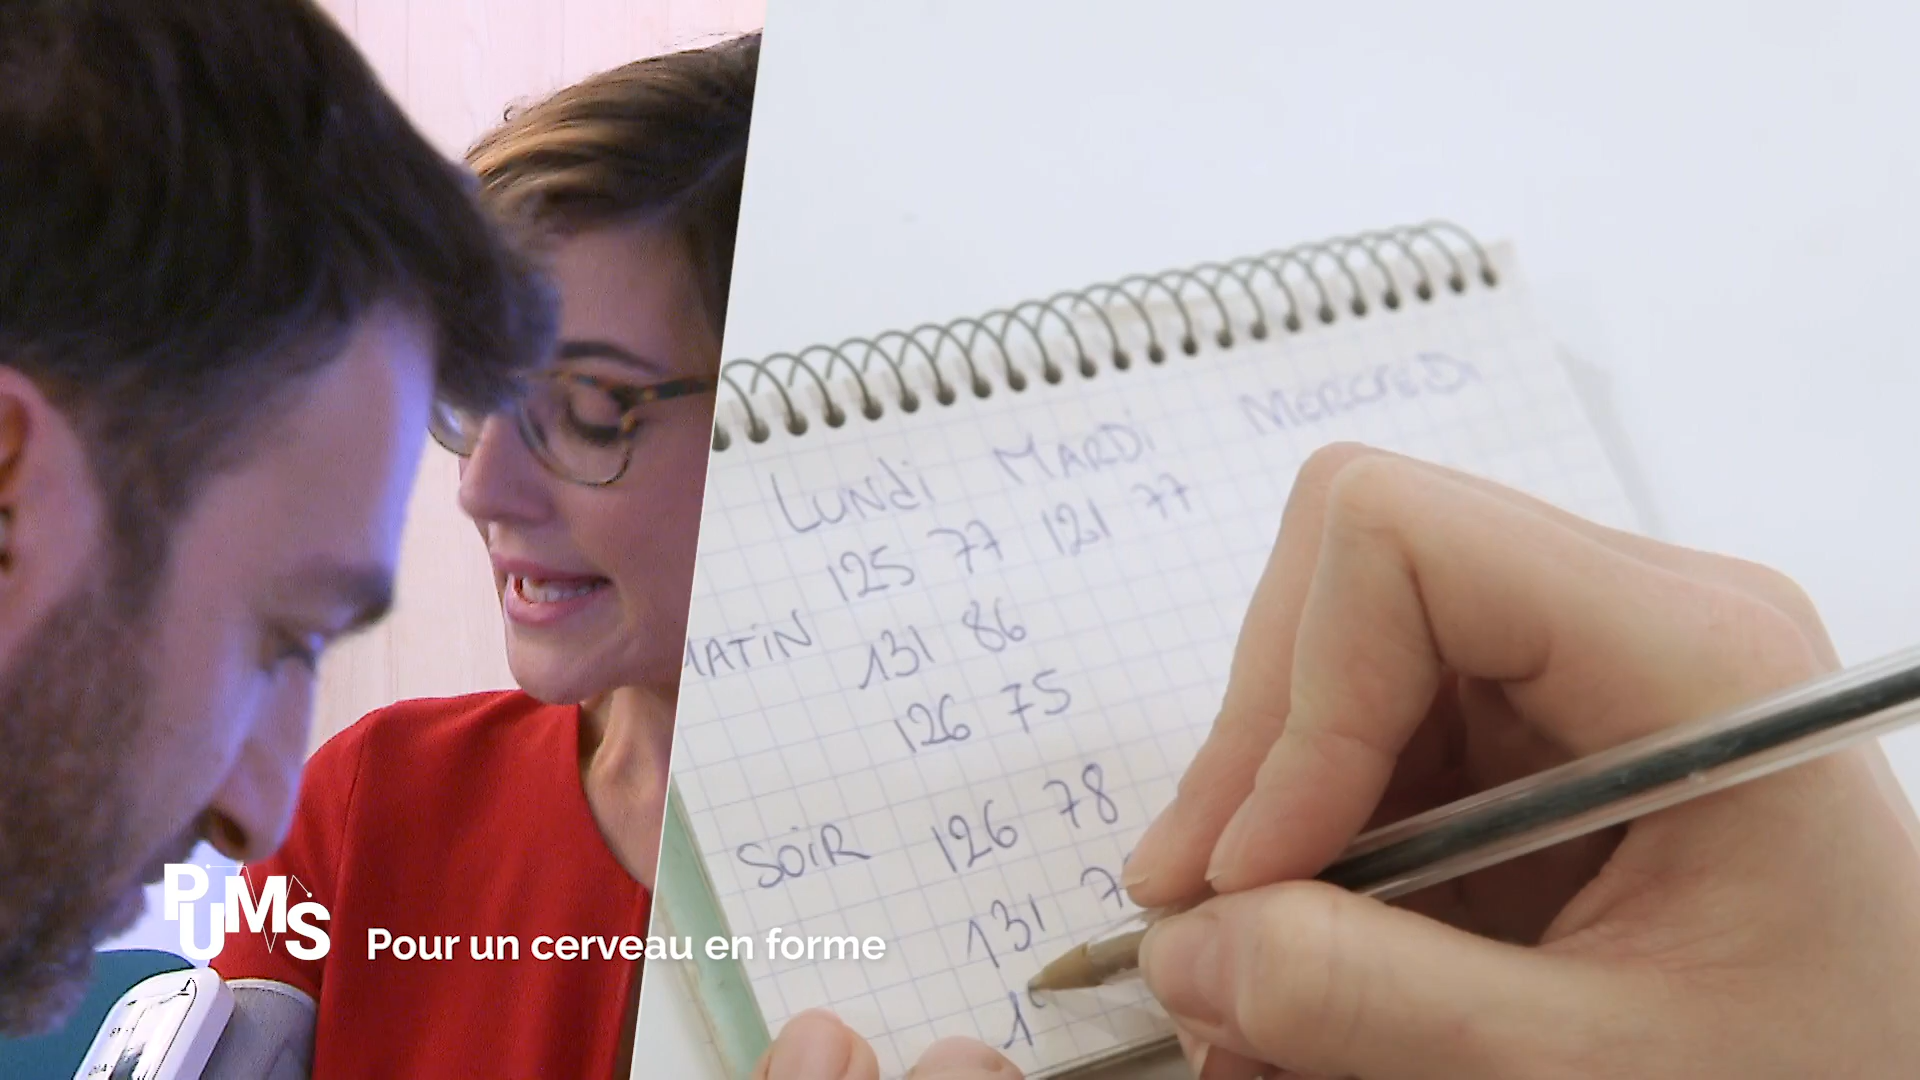 Lundi Mardi Mercredi
125 77 121 77
MATIN 131 86
126 75
SOIR 126 78
131
PUMS
Pour un cerveau en forme